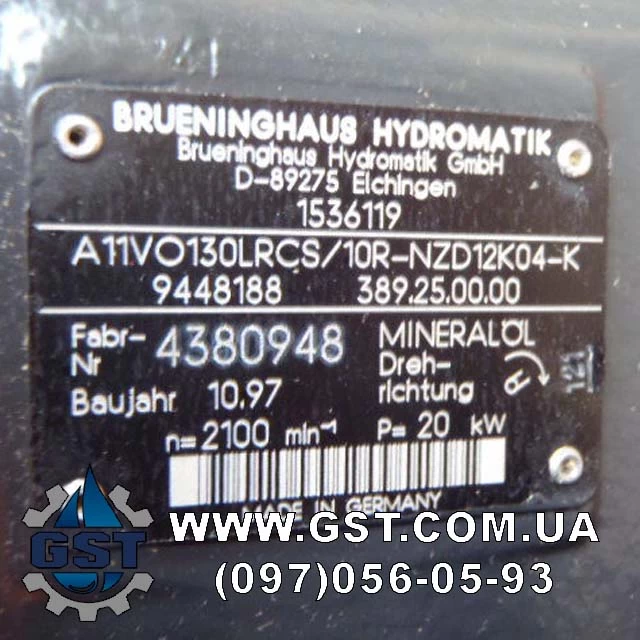 BRUENINGHAUS HYDROMATIK
Brueninghaus Hydromatik GmbH
D-89275 Elchingen
1536119
A11VO130LRCS/10R-NZD12K04-K
9448188 389.25.00.00
Fabr-Nr 4380948 MINERALÖL
Baujahr 10.97 Dreh-richtung
121
n= 2100 min⁻¹ P= 20 kW
MADE IN GERMANY
GST WWW.GST.COM.UA
(097)056-05-93